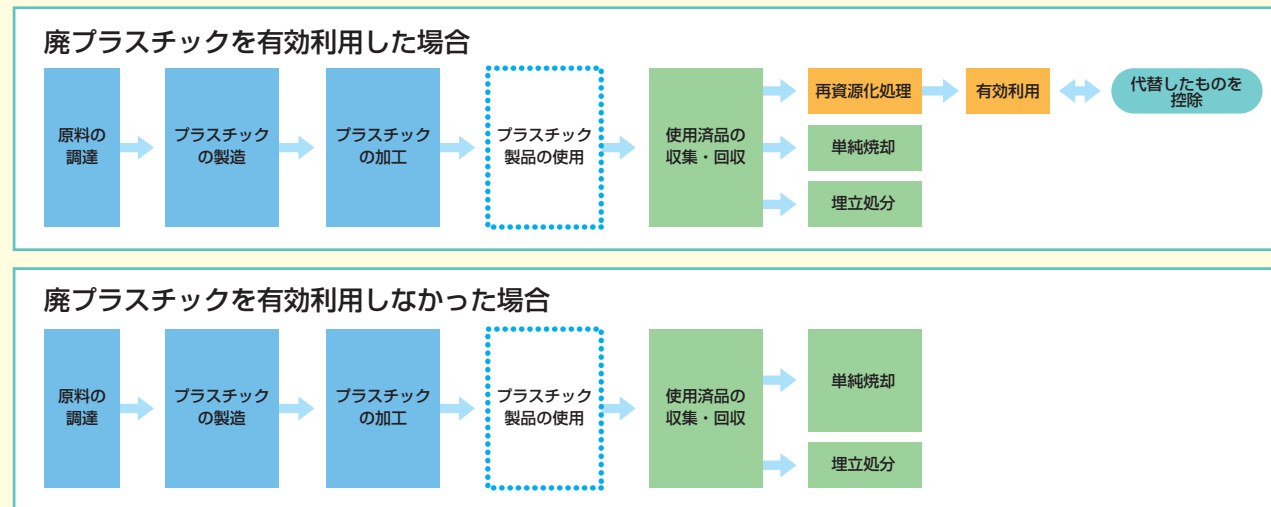 廃プラスチックを有効利用した場合
原料の
調達
プラスチック
の製造
プラスチック
の加工
プラスチック
製品の使用
使用済品の
収集・回収
再資源化処理
有効利用
代替したものを
控除
単純焼却
埋立処分
廃プラスチックを有効利用しなかった場合
原料の
調達
プラスチック
の製造
プラスチック
の加工
プラスチック
製品の使用
使用済品の
収集・回収
単純焼却
埋立処分